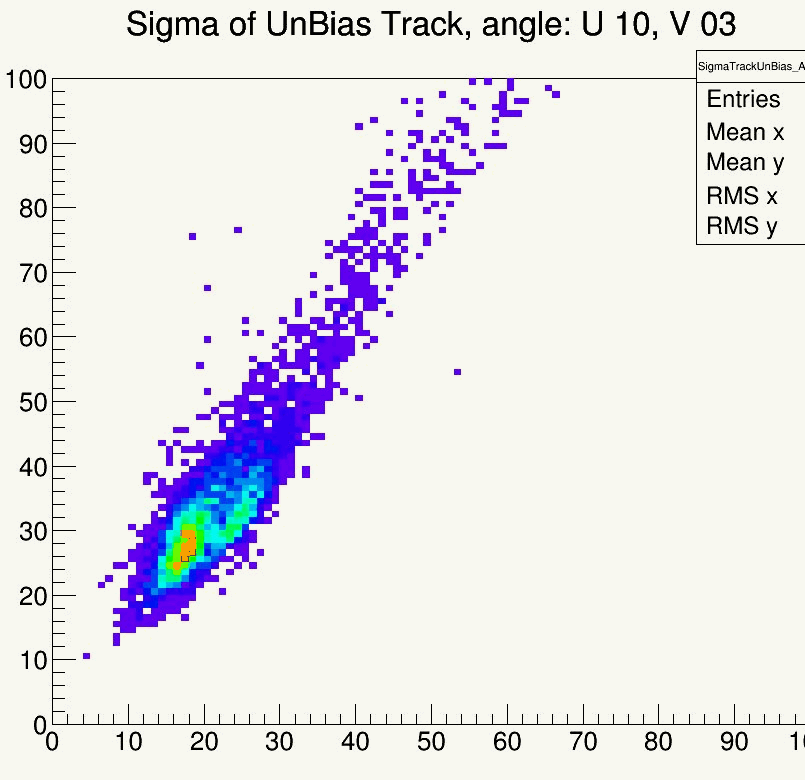 Sigma of UnBias Track, angle: U 10, V 03
SigmaTrackUnBias_A
Entries
Mean x
Mean y
RMS x
RMS y
100
90
80
70
60
50
40
30
20
10
0
0 10 20 30 40 50 60 70 80 90 10